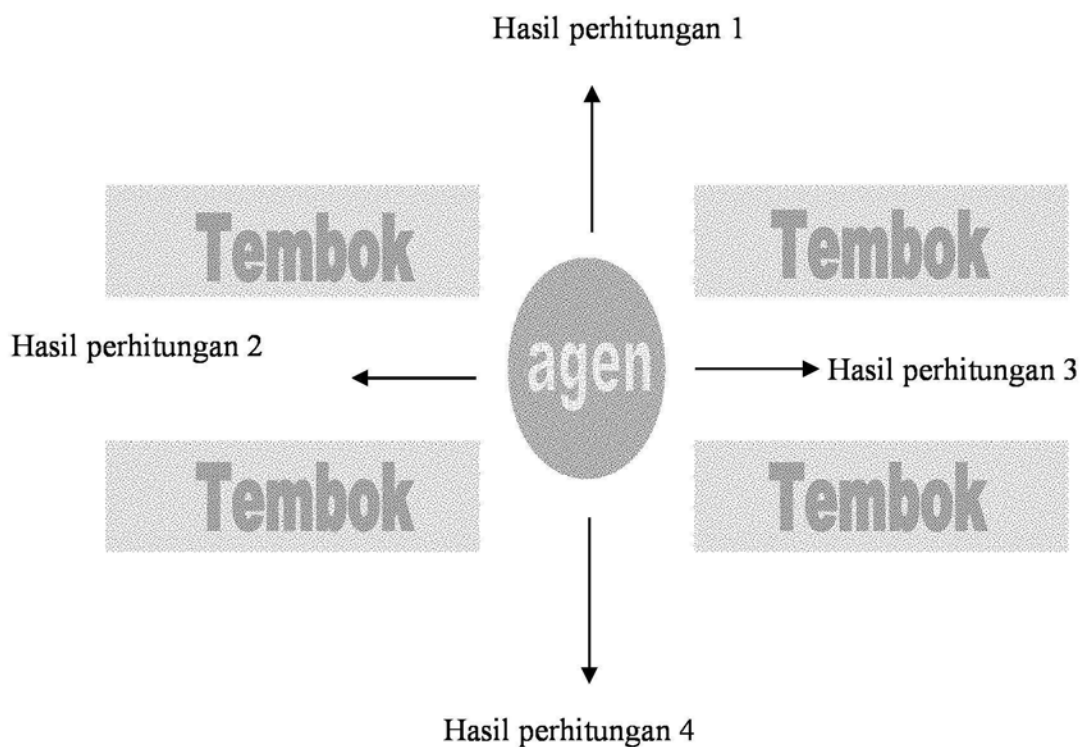 Hasil perhitungan 1
Tembok
Tembok
Hasil perhitungan 2
agen
Hasil perhitungan 3
Tembok
Tembok
Hasil perhitungan 4